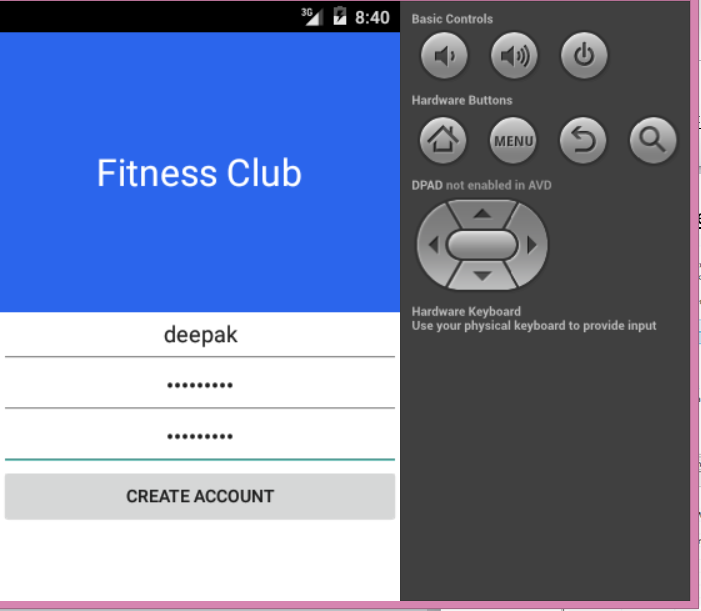 3G 8:40
Fitness Club
deepak
•••••••••
•••••••••
CREATE ACCOUNT
Basic Controls
Hardware Buttons
MENU
DPAD not enabled in AVD
Hardware Keyboard
Use your physical keyboard to provide input